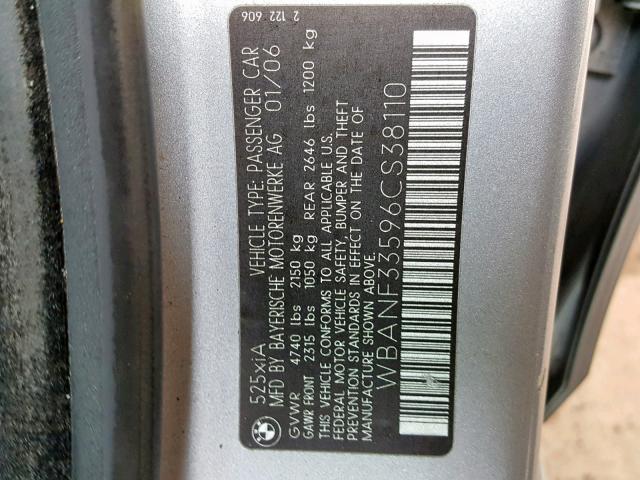 525xiA VEHICLE TYPE: PASSENGER CAR
MFD BY BAYERISCHE MOTORENWERKE AG 01/06
GVWR 4740 lbs 2150 kg
GAWR FRONT 2315 lbs 1050 kg REAR 2646 lbs 1200 kg
THIS VEHICLE CONFORMS TO ALL APPLICABLE U.S.
FEDERAL MOTOR VEHICLE SAFETY, BUMPER AND THEFT
PREVENTION STANDARDS IN EFFECT ON THE DATE OF
MANUFACTURE SHOWN ABOVE.
WBANF33596CS38110
2 122 606